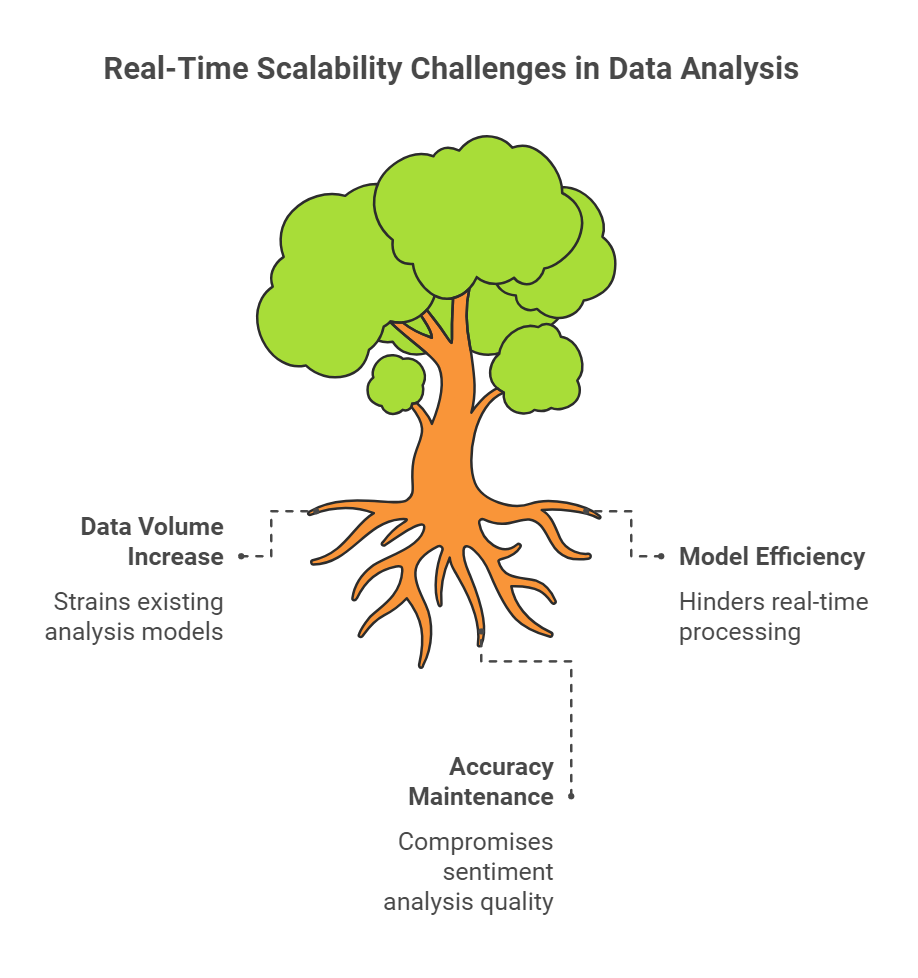 Real-Time Scalability Challenges in Data Analysis
Data Volume
Increase
Strains existing
analysis models
Model Efficiency
Hinders real-time
processing
Accuracy
Maintenance
Compromises
sentiment
analysis quality